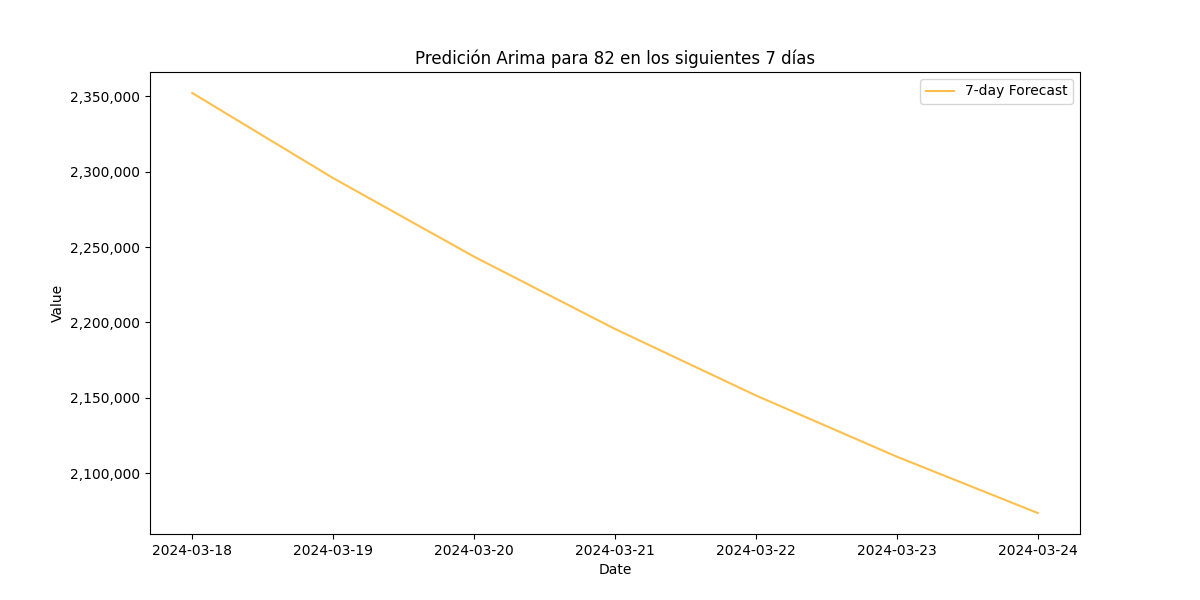 Predición Arima para 82 en los siguientes 7 días
7-day Forecast
2,350,000
2,300,000
2,250,000
2,200,000
2,150,000
2,100,000
Value
2024-03-18 2024-03-19 2024-03-20 2024-03-21 2024-03-22 2024-03-23 2024-03-24
Date